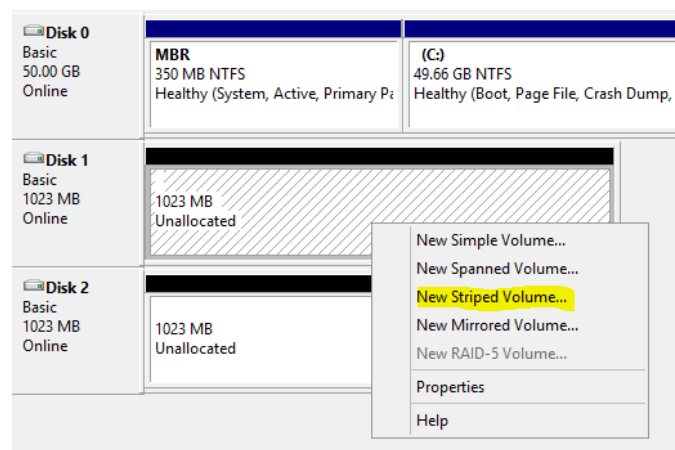 Disk 0
Basic
50.00 GB
Online
MBR
350 MB NTFS
Healthy (System, Active, Primary Pa
(C:)
49.66 GB NTFS
Healthy (Boot, Page File, Crash Dump,
Disk 1
Basic
1023 MB
Online
1023 MB
Unallocated
Disk 2
Basic
1023 MB
Online
1023 MB
Unallocated
New Simple Volume...
New Spanned Volume...
New Striped Volume...
New Mirrored Volume...
New RAID-5 Volume...
Properties
Help